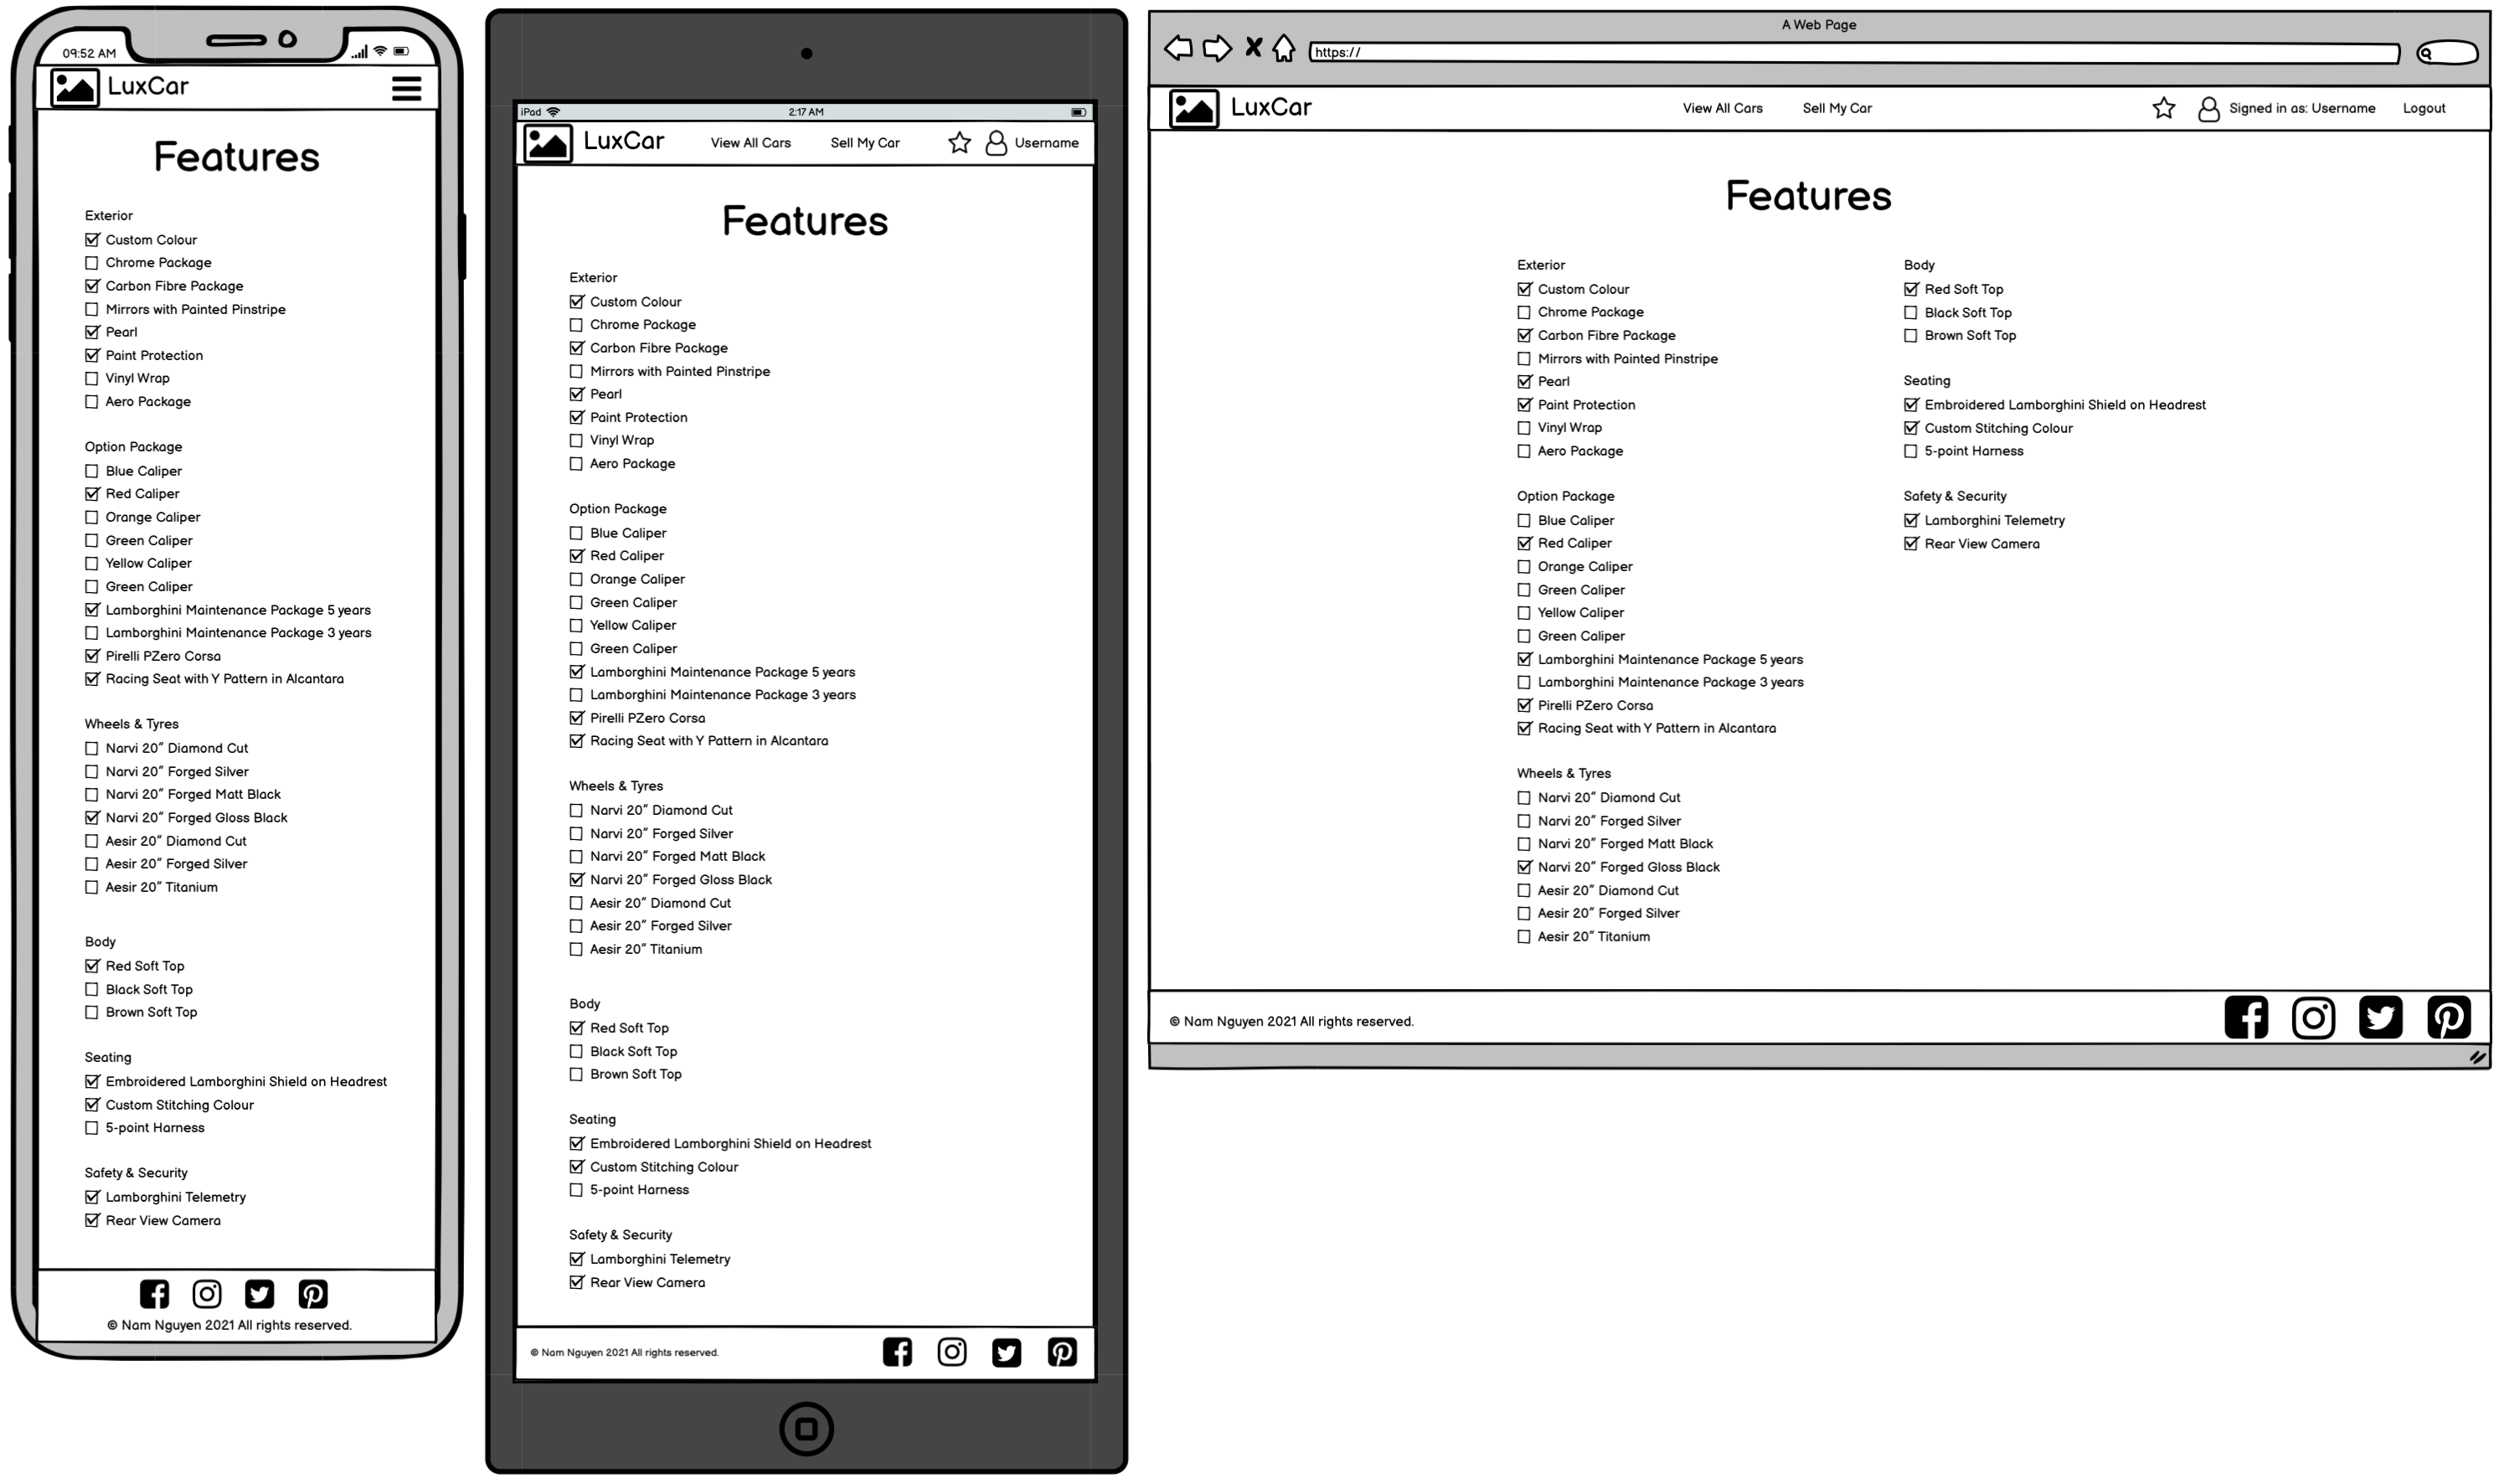 09:52 AM
LuxCar
Features
Exterior
Custom Colour
Chrome Package
Carbon Fibre Package
Mirrors with Painted Pinstripe
Pearl
Paint Protection
Vinyl Wrap
Aero Package
Option Package
Blue Caliper
Red Caliper
Orange Caliper
Green Caliper
Yellow Caliper
Green Caliper
Lamborghini Maintenance Package 5 years
Lamborghini Maintenance Package 3 years
Pirelli PZero Corsa
Racing Seat with Y Pattern in Alcantara
Wheels & Tyres
Narvi 20" Diamond Cut
Narvi 20" Forged Silver
Narvi 20" Forged Matt Black
Narvi 20" Forged Gloss Black
Aesir 20" Diamond Cut
Aesir 20" Forged Silver
Aesir 20" Titanium
Body
Red Soft Top
Black Soft Top
Brown Soft Top
Seating
Embroidered Lamborghini Shield on Headrest
Custom Stitching Colour
5-point Harness
Safety & Security
Lamborghini Telemetry
Rear View Camera
© Nam Nguyen 2021 All rights reserved.
iPad 2:17 AM
LuxCar View All Cars Sell My Car Username
Features
Exterior
Custom Colour
Chrome Package
Carbon Fibre Package
Mirrors with Painted Pinstripe
Pearl
Paint Protection
Vinyl Wrap
Aero Package
Option Package
Blue Caliper
Red Caliper
Orange Caliper
Green Caliper
Yellow Caliper
Green Caliper
Lamborghini Maintenance Package 5 years
Lamborghini Maintenance Package 3 years
Pirelli PZero Corsa
Racing Seat with Y Pattern in Alcantara
Wheels & Tyres
Narvi 20" Diamond Cut
Narvi 20" Forged Silver
Narvi 20" Forged Matt Black
Narvi 20" Forged Gloss Black
Aesir 20" Diamond Cut
Aesir 20" Forged Silver
Aesir 20" Titanium
Body
Red Soft Top
Black Soft Top
Brown Soft Top
Seating
Embroidered Lamborghini Shield on Headrest
Custom Stitching Colour
5-point Harness
Safety & Security
Lamborghini Telemetry
Rear View Camera
© Nam Nguyen 2021 All rights reserved.
A Web Page
https://
LuxCar View All Cars Sell My Car Signed in as: Username Logout
Features
Exterior
Custom Colour
Chrome Package
Carbon Fibre Package
Mirrors with Painted Pinstripe
Pearl
Paint Protection
Vinyl Wrap
Aero Package
Option Package
Blue Caliper
Red Caliper
Orange Caliper
Green Caliper
Yellow Caliper
Green Caliper
Lamborghini Maintenance Package 5 years
Lamborghini Maintenance Package 3 years
Pirelli PZero Corsa
Racing Seat with Y Pattern in Alcantara
Wheels & Tyres
Narvi 20" Diamond Cut
Narvi 20" Forged Silver
Narvi 20" Forged Matt Black
Narvi 20" Forged Gloss Black
Aesir 20" Diamond Cut
Aesir 20" Forged Silver
Aesir 20" Titanium
Body
Red Soft Top
Black Soft Top
Brown Soft Top
Seating
Embroidered Lamborghini Shield on Headrest
Custom Stitching Colour
5-point Harness
Safety & Security
Lamborghini Telemetry
Rear View Camera
© Nam Nguyen 2021 All rights reserved.